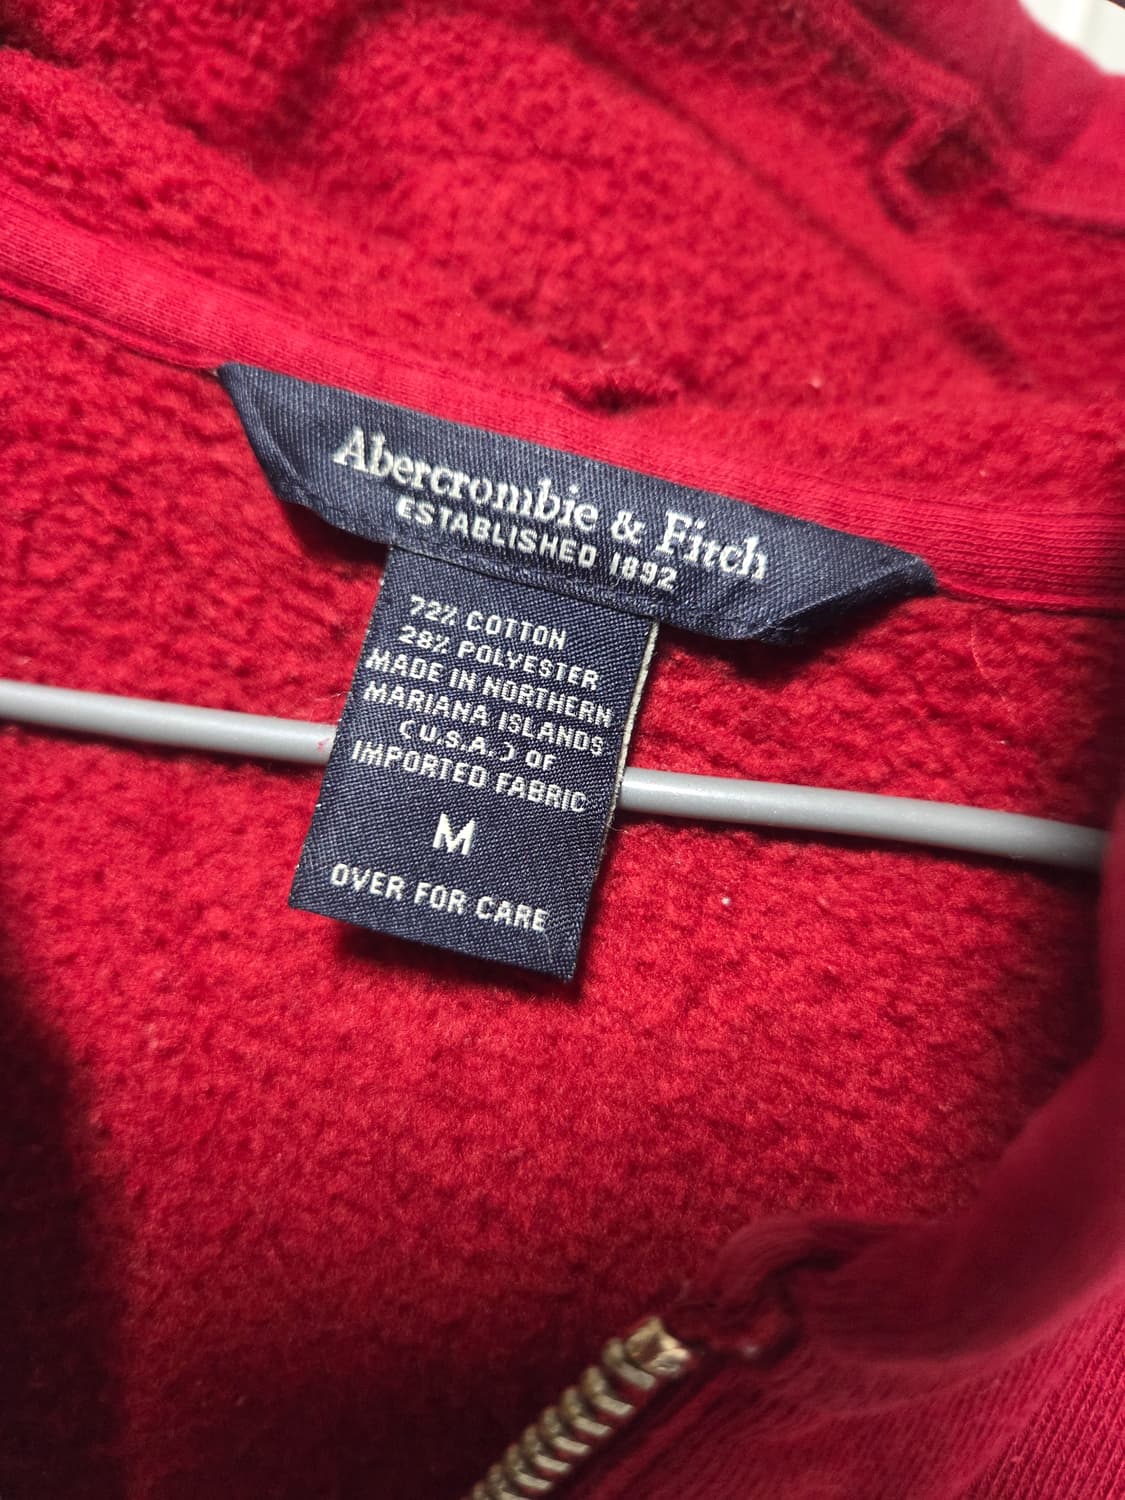 Abercrombie & Fitch
ESTABLISHED 1892
72% COTTON
28% POLYESTER
MADE IN NORTHERN
MARIANA ISLANDS
(U.S.A.) OF
IMPORTED FABRIC
M
OVER FOR CARE